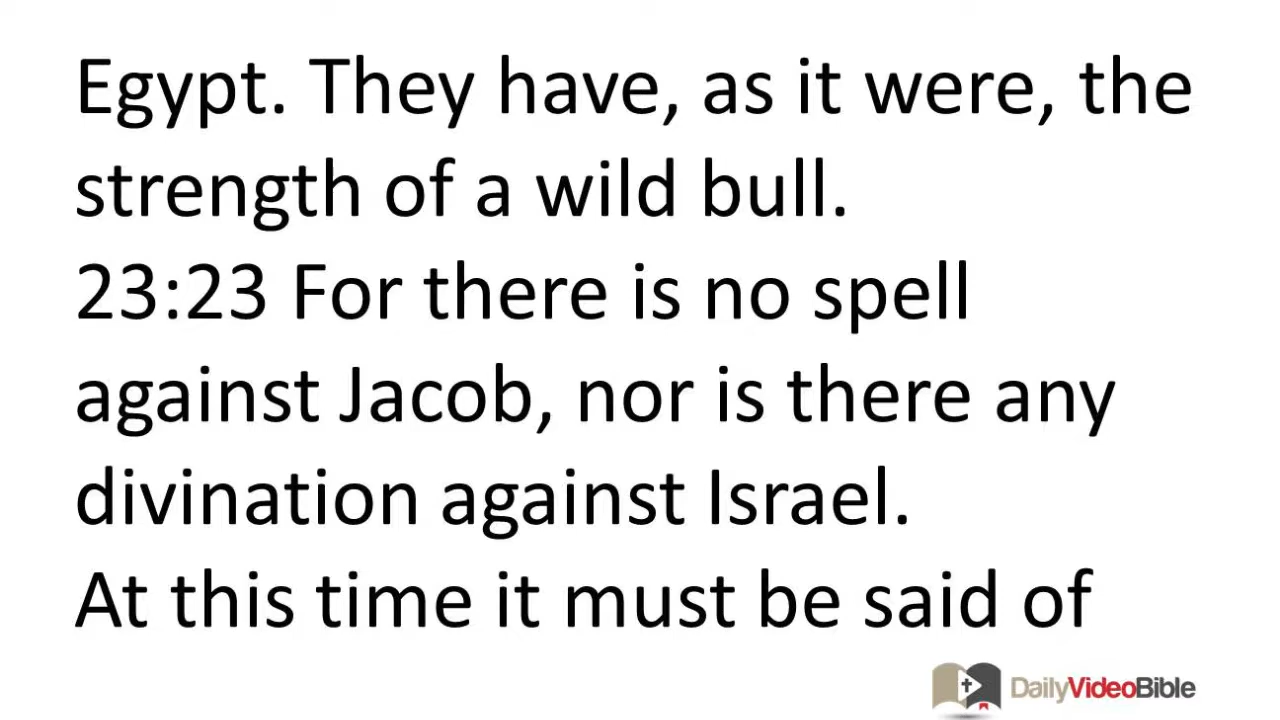 Egypt. They have, as it were, the
strength of a wild bull.
23:23 For there is no spell
against Jacob, nor is there any
divination against Israel.
At this time it must be said of
DailyVideoBible